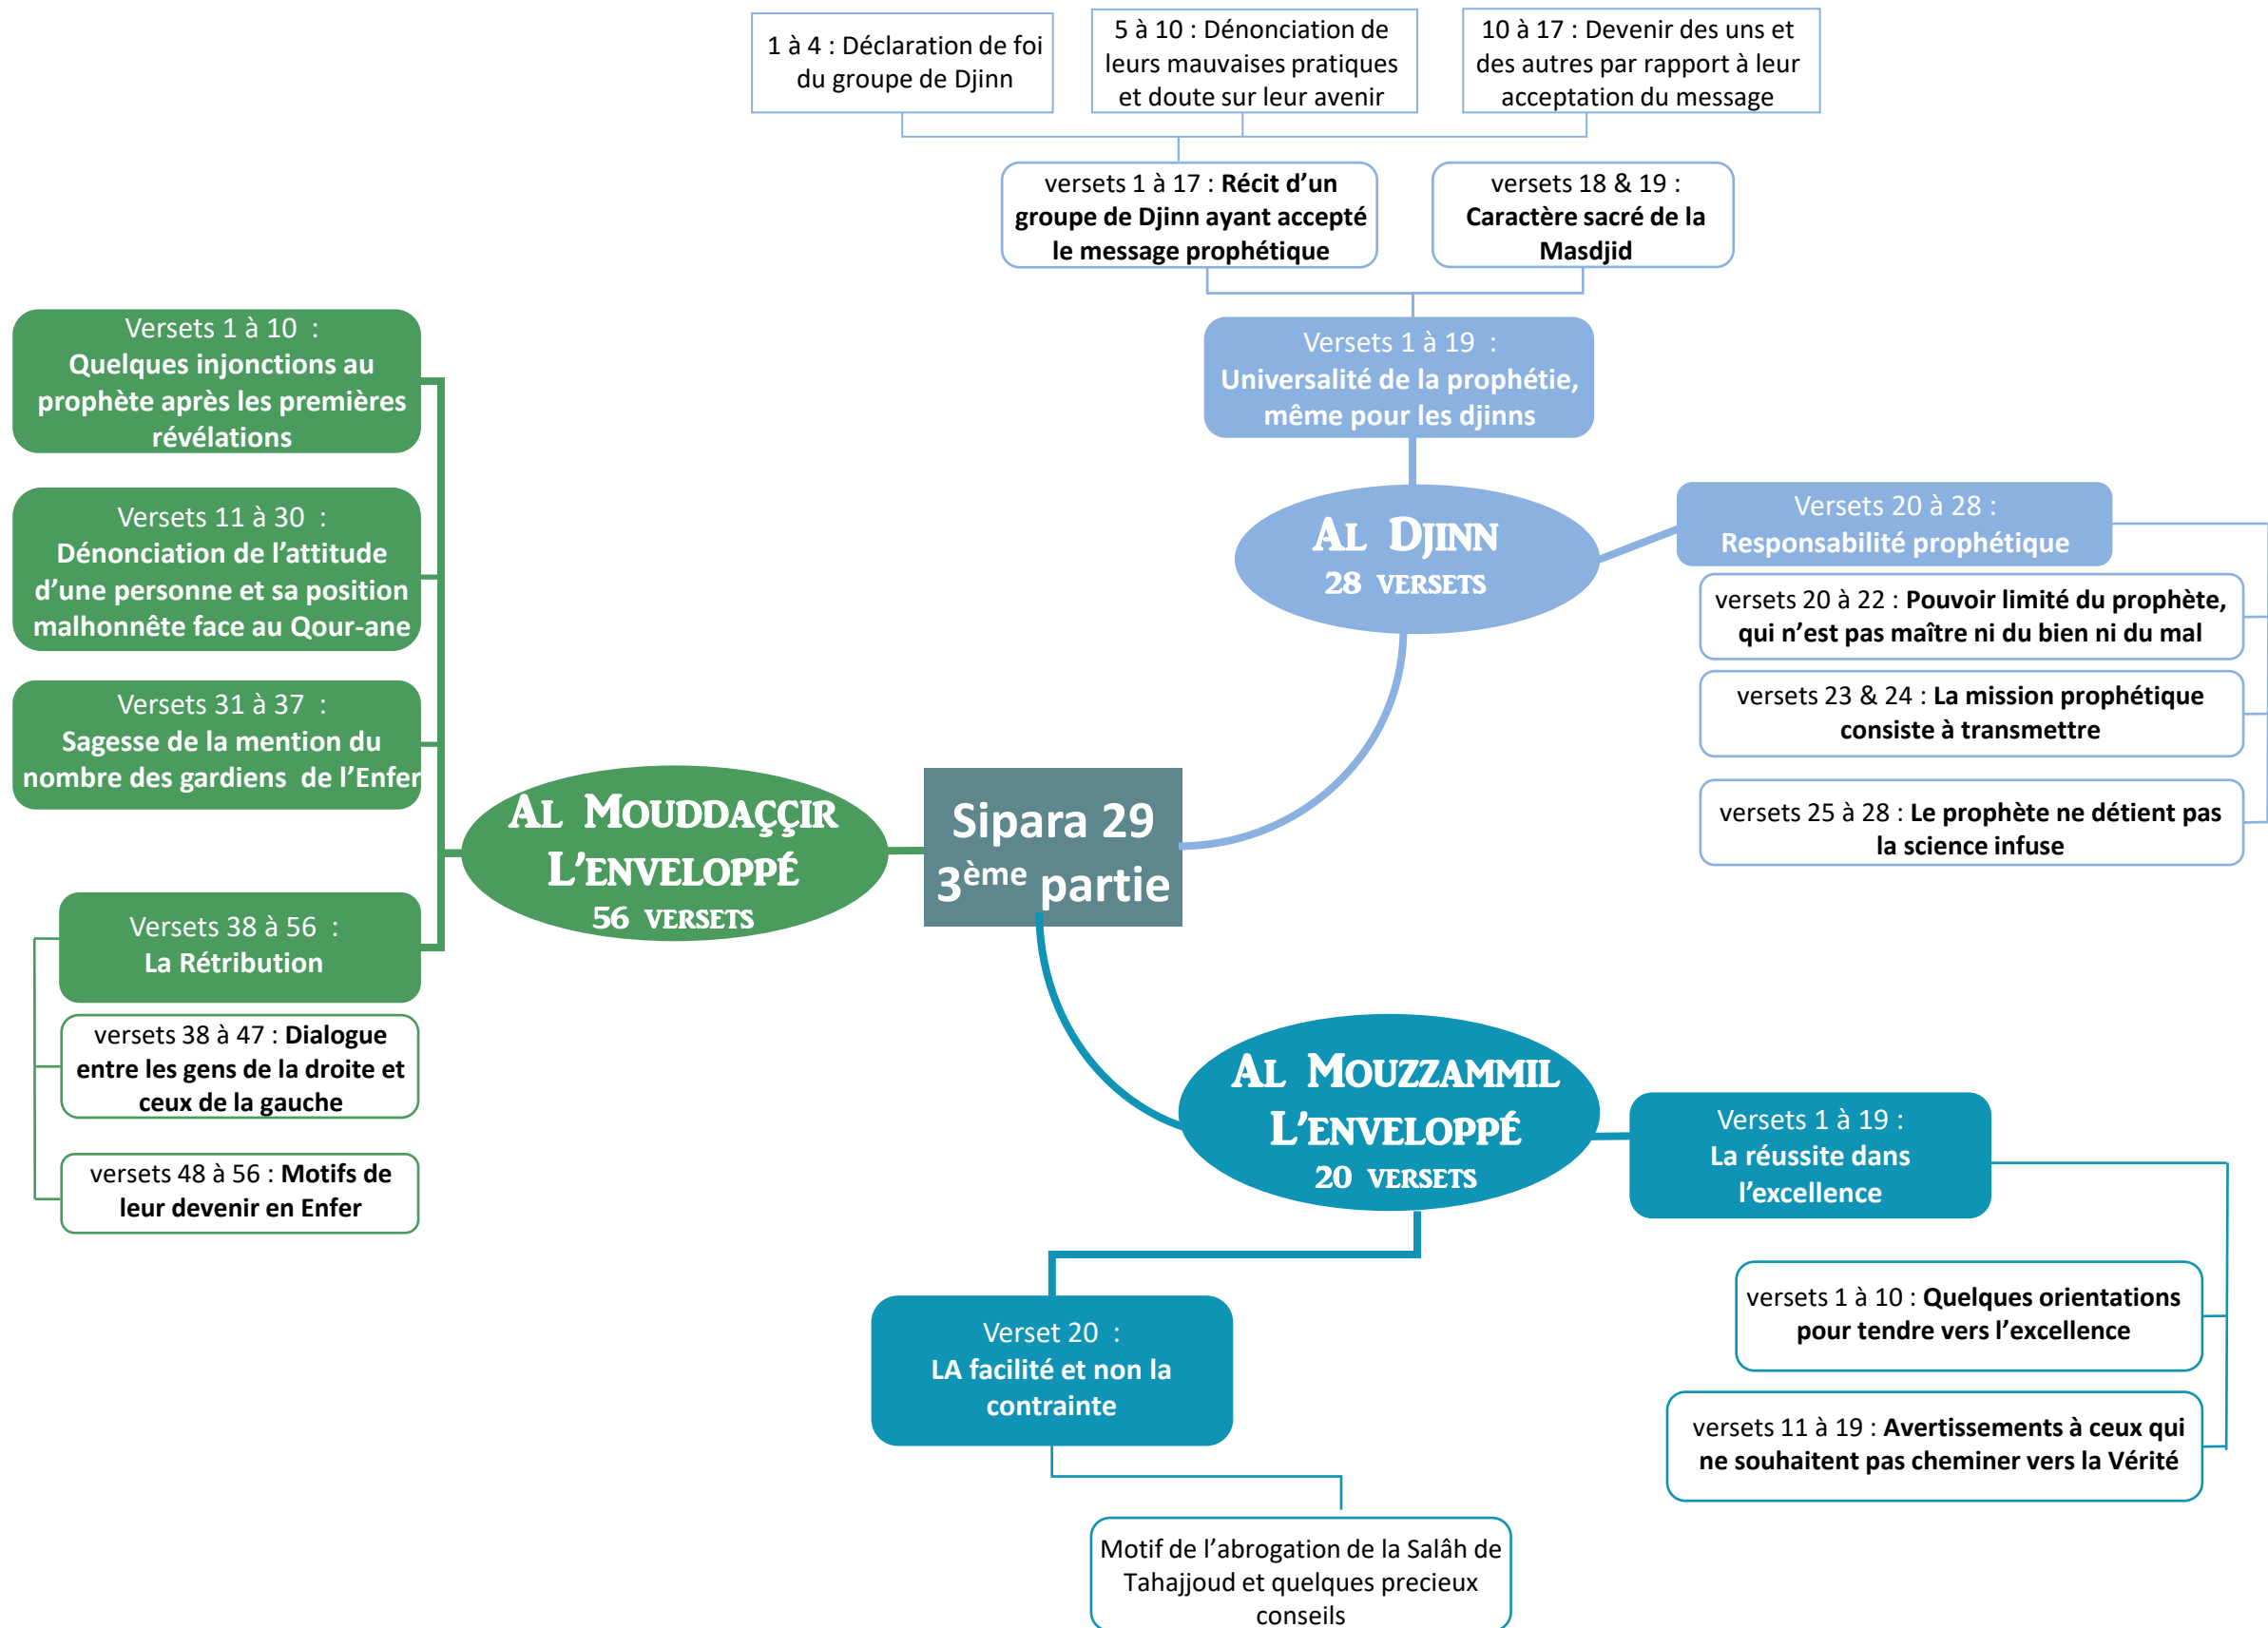 1 à 4 : Déclaration de foi
du groupe de Djinn
5 à 10 : Dénonciation de
leurs mauvaises pratiques
et doute sur leur avenir
10 à 17 : Devenir des uns et
des autres par rapport à leur
acceptation du message
versets 1 à 17 : Récit d’un
groupe de Djinn ayant accepté
le message prophétique
versets 18 & 19 :
Caractère sacré de la
Masdjid
Versets 1 à 19 :
Universalité de la prophétie,
même pour les djinns
AL DJINN
28 VERSETS
Versets 20 à 28 :
Responsabilité prophétique
versets 20 à 22 : Pouvoir limité du prophète,
qui n’est pas maître ni du bien ni du mal
versets 23 & 24 : La mission prophétique
consiste à transmettre
versets 25 à 28 : Le prophète ne détient pas
la science infuse
Versets 1 à 10 :
Quelques injonctions au
prophète après les premières
révélations
Versets 11 à 30 :
Dénonciation de l’attitude
d’une personne et sa position
malhonnête face au Qour-ane
Versets 31 à 37 :
Sagesse de la mention du
nombre des gardiens de l’Enfer
AL MOUDDAÇÇIR
L’ENVELOPPÉ
56 VERSETS
Sipara 29
3ème partie
Versets 38 à 56 :
La Rétribution
versets 38 à 47 : Dialogue
entre les gens de la droite et
ceux de la gauche
versets 48 à 56 : Motifs de
leur devenir en Enfer
AL MOUZZAMMIL
L’ENVELOPPÉ
20 VERSETS
Versets 1 à 19 :
La réussite dans
l’excellence
versets 1 à 10 : Quelques orientations
pour tendre vers l’excellence
versets 11 à 19 : Avertissements à ceux qui
ne souhaitent pas cheminer vers la Vérité
Verset 20 :
LA facilité et non la
contrainte
Motif de l’abrogation de la Salâh de
Tahajjoud et quelques precieux
conseils